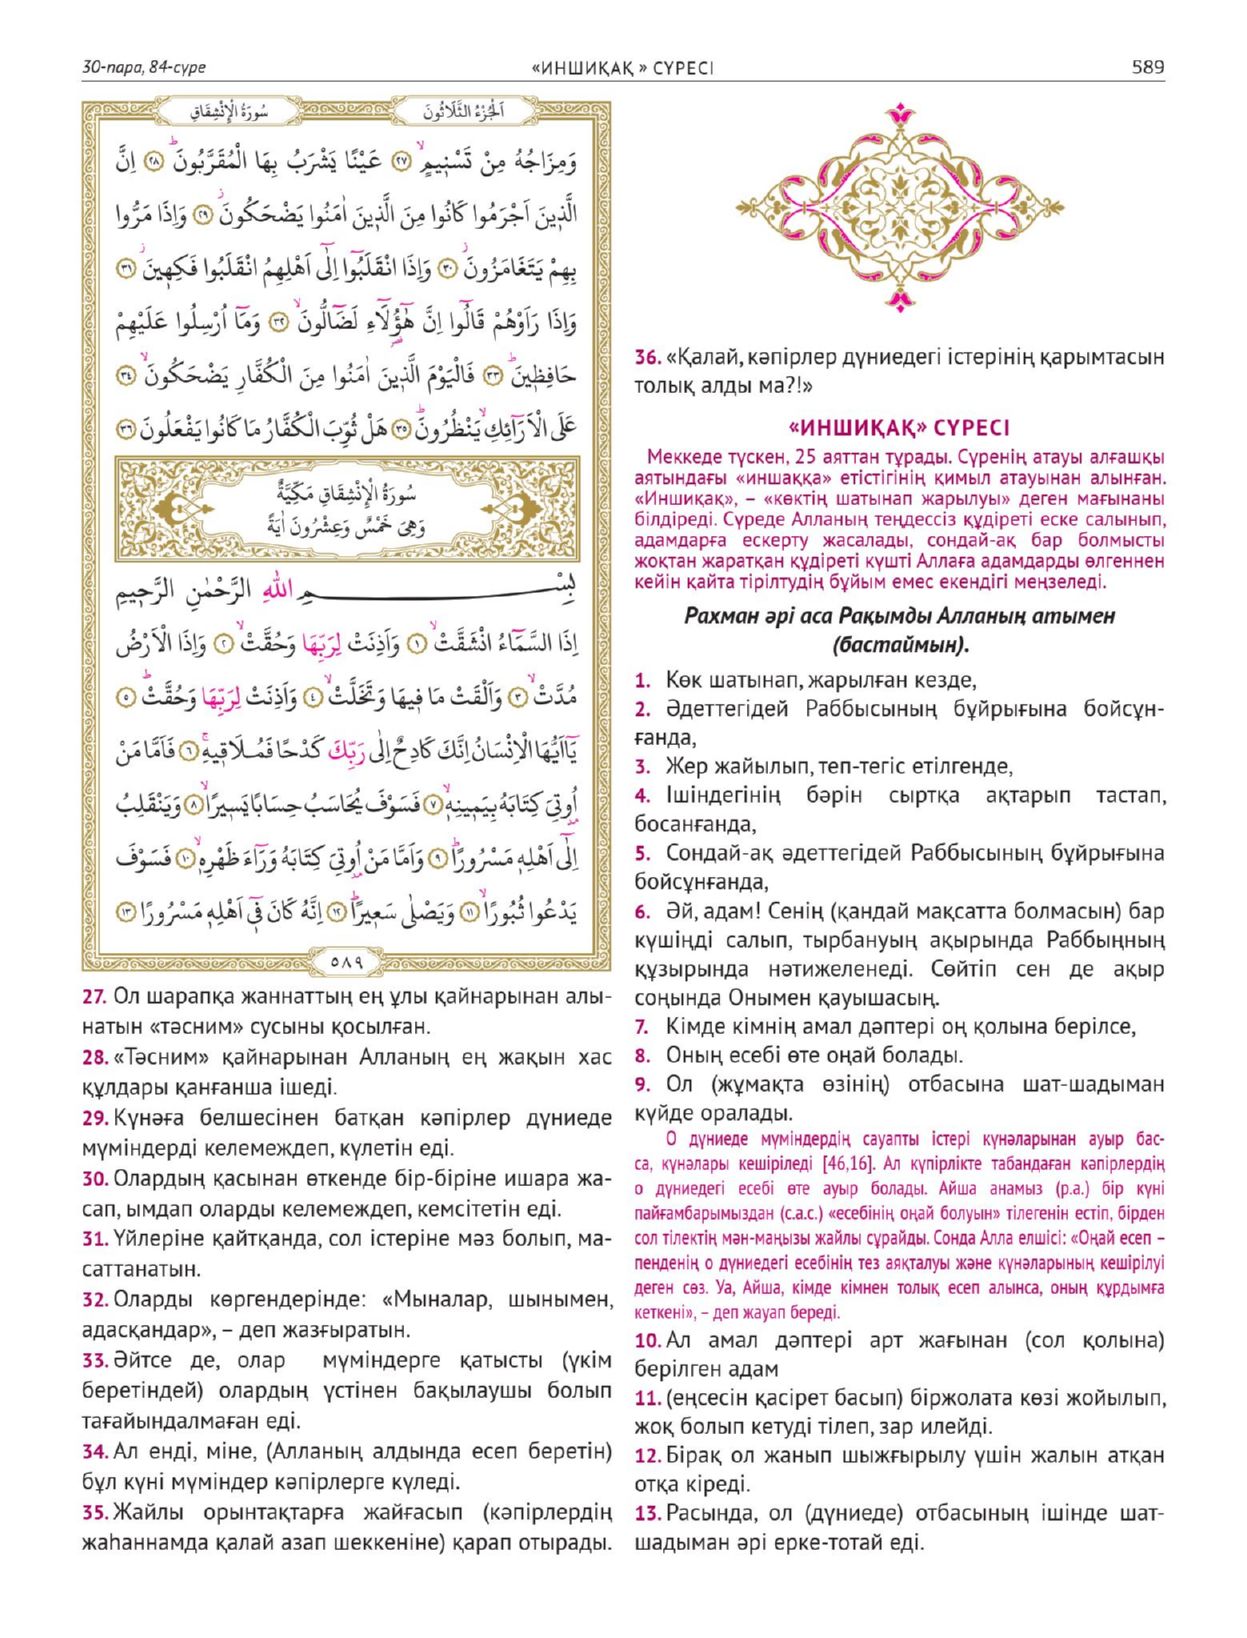 30-пара, 84-сүре
«ИНШИҚАҚ » СҮРЕСІ
589
اَلْجُزْءُ الثَّلَاثُونَ
سُورَةُ الْاِنْشِقَاقِ
وَمِزَاجُهُ مِنْ تَسْنِيمٍۙ ﴿٢٧﴾ عَيْنًا يَشْرَبُ بِهَا الْمُقَرَّبُونَۜ ﴿٢٨﴾ اِنَّ
الَّذِينَ اَجْرَمُوا كَانُوا مِنَ الَّذِينَ اٰمَنُوا يَضْحَكُونَۘ ﴿٢٩﴾ وَاِذَا مَرُّوا
بِهِمْ يَتَغَامَزُونَۘ ﴿٣٠﴾ وَاِذَا انْقَلَبُٓوا اِلٰٓى اَهْلِهِمُ انْقَلَبُوا فَكِهِينَۘ ﴿٣١﴾
وَاِذَا رَاَوْهُمْ قَالُٓوا اِنَّ هٰٓؤُ۬لَٓاءِ لَضَٓالُّونَۙ ﴿٣٢﴾ وَمَٓا اُرْسِلُوا عَلَيْهِمْ
حَافِظِينَۜ ﴿٣٣﴾ فَالْيَوْمَ الَّذِينَ اٰمَنُوا مِنَ الْكُفَّارِ يَضْحَكُونَۙ ﴿٣٤﴾
عَلَى الْاَرَٓائِكِۙ يَنْظُرُونَۜ ﴿٣٥﴾ هَلْ ثُوِّبَ الْكُفَّارُ مَا كَانُوا يَفْعَلُونَ ﴿٣٦﴾
سُورَةُ الْاِنْشِقَاقِ مَكِّيَّةٌ
وَهِىَ خَمْسٌ وَعِشْرُونَ اٰيَةً
بِسْمِ اللّٰهِ الرَّحْمٰنِ الرَّحِيمِ
اِذَا السَّمَٓاءُ انْشَقَّتْۙ ﴿١﴾ وَاَذِنَتْ لِرَبِّهَا وَحُقَّتْۙ ﴿٢﴾ وَاِذَا الْاَرْضُ
مُدَّتْۙ ﴿٣﴾ وَاَلْقَتْ مَا فِيهَا وَتَخَلَّتْۙ ﴿٤﴾ وَاَذِنَتْ لِرَبِّهَا وَحُقَّتْۜ ﴿٥﴾
يَٓا اَيُّهَا الْاِنْسَانُ اِنَّكَ كَادِحٌ اِلٰى رَبِّكَ كَدْحًا فَمُلَاقِيهِۚ ﴿٦﴾ فَاَمَّا مَنْ
اُو۫تِىَ كِتَابَهُ بِيَمِينِهِۙ ﴿٧﴾ فَسَوْفَ يُحَاسَبُ حِسَابًا يَسِيرًاۙ ﴿٨﴾ وَيَنْقَلِبُ
اِلٰٓى اَهْلِهِ مَسْرُورًاۜ ﴿٩﴾ وَاَمَّا مَنْ اُو۫تِىَ كِتَابَهُ وَرَٓاءَ ظَهْرِهِۙ ﴿١٠﴾ فَسَوْفَ
يَدْعُوا ثُبُورًاۙ ﴿١١﴾ وَيَصْلٰى سَعِيرًاۜ ﴿١٢﴾ اِنَّهُ كَانَ فِٓى اَهْلِهِ مَسْرُورًا ﴿١٣﴾
٥٨٩
27. Ол шарапқа жаннаттың ең ұлы қайнарынан алы-
натын «тәсним» сусыны қосылған.
28. «Тәсним» қайнарынан Алланың ең жақын хас
құлдары қанғанша ішеді.
29. Күнәға белшесінен батқан кәпірлер дүниеде
мүміндерді келемеждеп, күлетін еді.
30. Олардың қасынан өткенде бір-біріне ишара жа-
сап, ымдап оларды келемеждеп, кемсітетін еді.
31. Үйлеріне қайтқанда, сол істеріне мәз болып, ма-
саттанатын.
32. Оларды көргендерінде: «Мыналар, шынымен,
адасқандар», – деп жазғыратын.
33. Әйтсе де, олар мүміндерге қатысты (үкім
беретіндей) олардың үстінен бақылаушы болып
тағайындалмаған еді.
34. Ал енді, міне, (Алланың алдында есеп беретін)
бұл күні мүміндер кәпірлерге күледі.
35. Жайлы орынтақтарға жайғасып (кәпірлердің
жаһаннамда қалай азап шеккеніне) қарап отырады.
36. «Қалай, кәпірлер дүниедегі істерінің қарымтасын
толық алды ма?!»
«ИНШИҚАҚ» СҮРЕСІ
Меккеде түскен, 25 аяттан тұрады. Сүренің атауы алғашқы
аятындағы «иншаққа» етістігінің қимыл атауынан алынған.
«Иншиқақ», – «көктің шатынап жарылуы» деген мағынаны
білдіреді. Сүреде Алланың теңдессіз құдіреті еске салынып,
адамдарға ескерту жасалады, сондай-ақ бар болмысты
жоқтан жаратқан құдіреті күшті Аллаға адамдарды өлгеннен
кейін қайта тірілтудің бұйым емес екендігі меңзеледі.
Рахман әрі аса Рақымды Алланың атымен
(бастаймын).
1. Көк шатынап, жарылған кезде,
2. Әдеттегідей Раббысының бұйрығына бойсұн-
ғанда,
3. Жер жайылып, теп-тегіс етілгенде,
4. Ішіндегінің бәрін сыртқа ақтарып тастап,
босанғанда,
5. Сондай-ақ әдеттегідей Раббысының бұйрығына
бойсұнғанда,
6. Әй, адам! Сенің (қандай мақсатта болмасын) бар
күшіңді салып, тырбануың ақырында Раббыңның
құзырында нәтижеленеді. Сөйтіп сен де ақыр
соңында Онымен қауышасың.
7. Кімде кімнің амал дәптері оң қолына берілсе,
8. Оның есебі өте оңай болады.
9. Ол (жұмақта өзінің) отбасына шат-шадыман
күйде оралады.
О дүниеде мүміндердің сауапты істері күнәларынан ауыр бас-
са, күнәлары кешіріледі [46,16]. Ал күпірлікте табандаған кәпірлердің
о дүниедегі есебі өте ауыр болады. Айша анамыз (р.а.) бір күні
пайғамбарымыздан (с.а.с.) «есебінің оңай болуын» тілегенін естіп, бірден
сол тілектің мән-маңызы жайлы сұрайды. Сонда Алла елшісі: «Оңай есеп –
пенденің о дүниедегі есебінің тез аяқталуы және күнәларының кешірілуі
деген сөз. Уа, Айша, кімде кімнен толық есеп алынса, оның құрдымға
кеткені», – деп жауап береді.
10. Ал амал дәптері арт жағынан (сол қолына)
берілген адам
11. (еңсесін қасірет басып) біржолата көзі жойылып,
жоқ болып кетуді тілеп, зар илейді.
12. Бірақ ол жанып шыжғырылу үшін жалын атқан
отқа кіреді.
13. Расында, ол (дүниеде) отбасының ішінде шат-
шадыман әрі ерке-тотай еді.